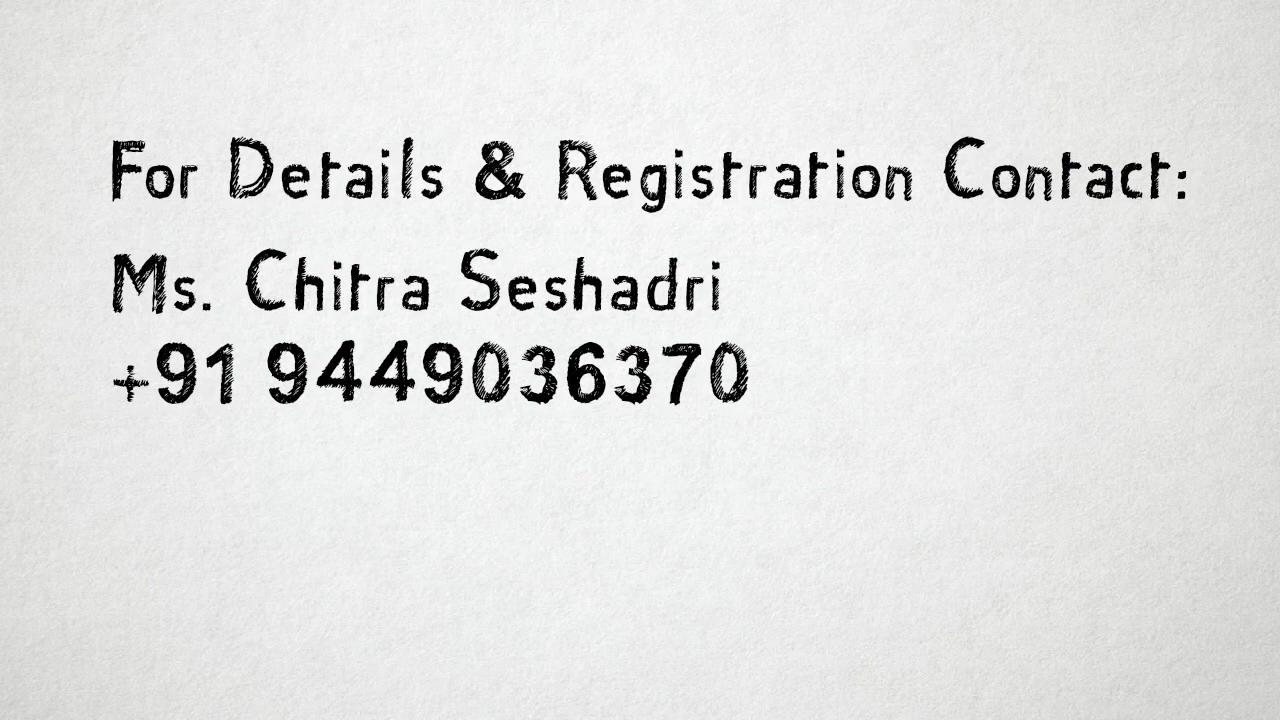 For Details & Registration Contact:
Ms. Chitra Seshadri
+91 9449036370